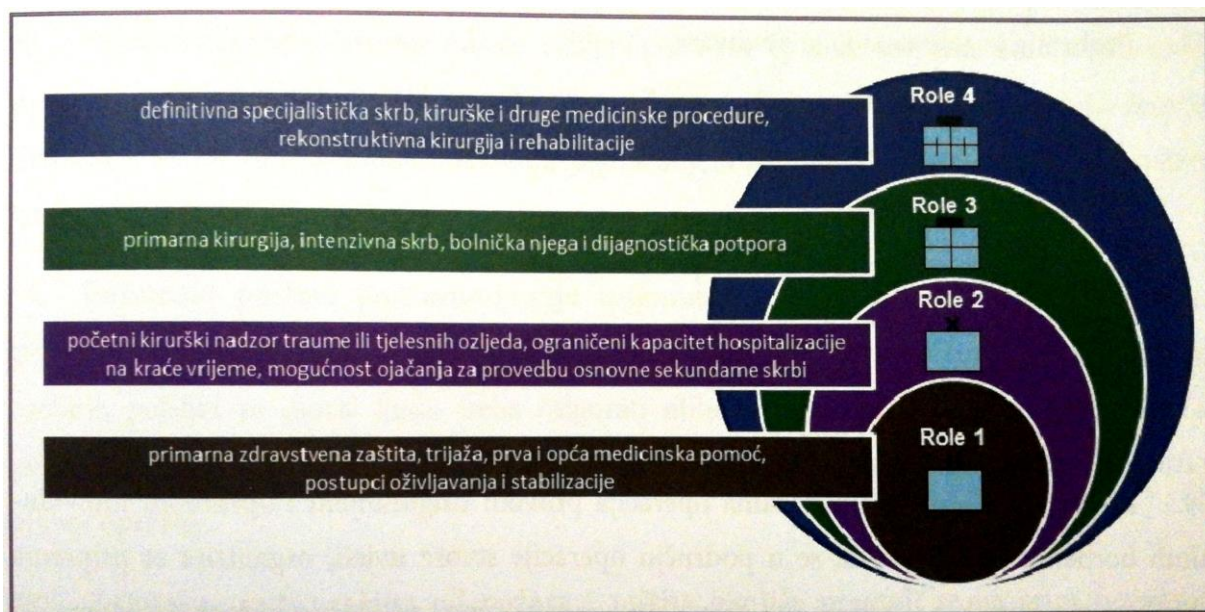 definitivna specijalistička skrb, kirurške i druge medicinske procedure,
rekonstruktivna kirurgija i rehabilitacije
Role 4
primarna kirurgija, intenzivna skrb, bolnička njega i dijagnostička potpora
Role 3
početni kirurški nadzor traume ili tjelesnih ozljeda, ograničeni kapacitet hospitalizacije
na kraće vrijeme, mogućnost ojačanja za provedbu osnovne sekundarne skrbi
Role 2
primarna zdravstvena zaštita, trijaža, prva i opća medicinska pomoć,
postupci oživljavanja i stabilizacije
Role 1